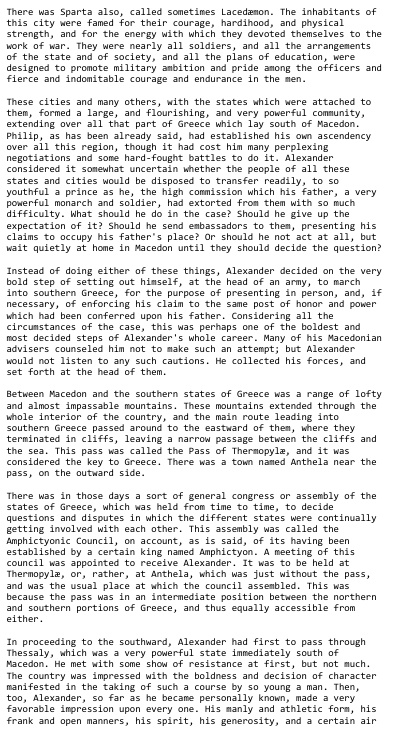 There was Sparta also, called sometimes Lacedæmon. The inhabitants of
this city were famed for their courage, hardihood, and physical
strength, and for the energy with which they devoted themselves to the
work of war. They were nearly all soldiers, and all the arrangements
of the state and of society, and all the plans of education, were
designed to promote military ambition and pride among the officers and
fierce and indomitable courage and endurance in the men.
These cities and many others, with the states which were attached to
them, formed a large, and flourishing, and very powerful community,
extending over all that part of Greece which lay south of Macedon.
Philip, as has been already said, had established his own ascendency
over all this region, though it had cost him many perplexing
negotiations and some hard-fought battles to do it. Alexander
considered it somewhat uncertain whether the people of all these
states and cities would be disposed to transfer readily, to so
youthful a prince as he, the high commission which his father, a very
powerful monarch and soldier, had extorted from them with so much
difficulty. What should he do in the case? Should he give up the
expectation of it? Should he send embassadors to them, presenting his
claims to occupy his father's place? Or should he not act at all, but
wait quietly at home in Macedon until they should decide the question?
Instead of doing either of these things, Alexander decided on the very
bold step of setting out himself, at the head of an army, to march
into southern Greece, for the purpose of presenting in person, and, if
necessary, of enforcing his claim to the same post of honor and power
which had been conferred upon his father. Considering all the
circumstances of the case, this was perhaps one of the boldest and
most decided steps of Alexander's whole career. Many of his Macedonian
advisers counseled him not to make such an attempt; but Alexander
would not listen to any such cautions. He collected his forces, and
set forth at the head of them.
Between Macedon and the southern states of Greece was a range of lofty
and almost impassable mountains. These mountains extended through the
whole interior of the country, and the main route leading into
southern Greece passed around to the eastward of them, where they
terminated in cliffs, leaving a narrow passage between the cliffs and
the sea. This pass was called the Pass of Thermopylæ, and it was
considered the key to Greece. There was a town named Anthela near the
pass, on the outward side.
There was in those days a sort of general congress or assembly of the
states of Greece, which was held from time to time, to decide
questions and disputes in which the different states were continually
getting involved with each other. This assembly was called the
Amphictyonic Council, on account, as is said, of its having been
established by a certain king named Amphictyon. A meeting of this
council was appointed to receive Alexander. It was to be held at
Thermopylæ, or, rather, at Anthela, which was just without the pass,
and was the usual place at which the council assembled. This was
because the pass was in an intermediate position between the northern
and southern portions of Greece, and thus equally accessible from
either.
In proceeding to the southward, Alexander had first to pass through
Thessaly, which was a very powerful state immediately south of
Macedon. He met with some show of resistance at first, but not much.
The country was impressed with the boldness and decision of character
manifested in the taking of such a course by so young a man. Then,
too, Alexander, so far as he became personally known, made a very
favorable impression upon every one. His manly and athletic form, his
frank and open manners, his spirit, his generosity, and a certain air